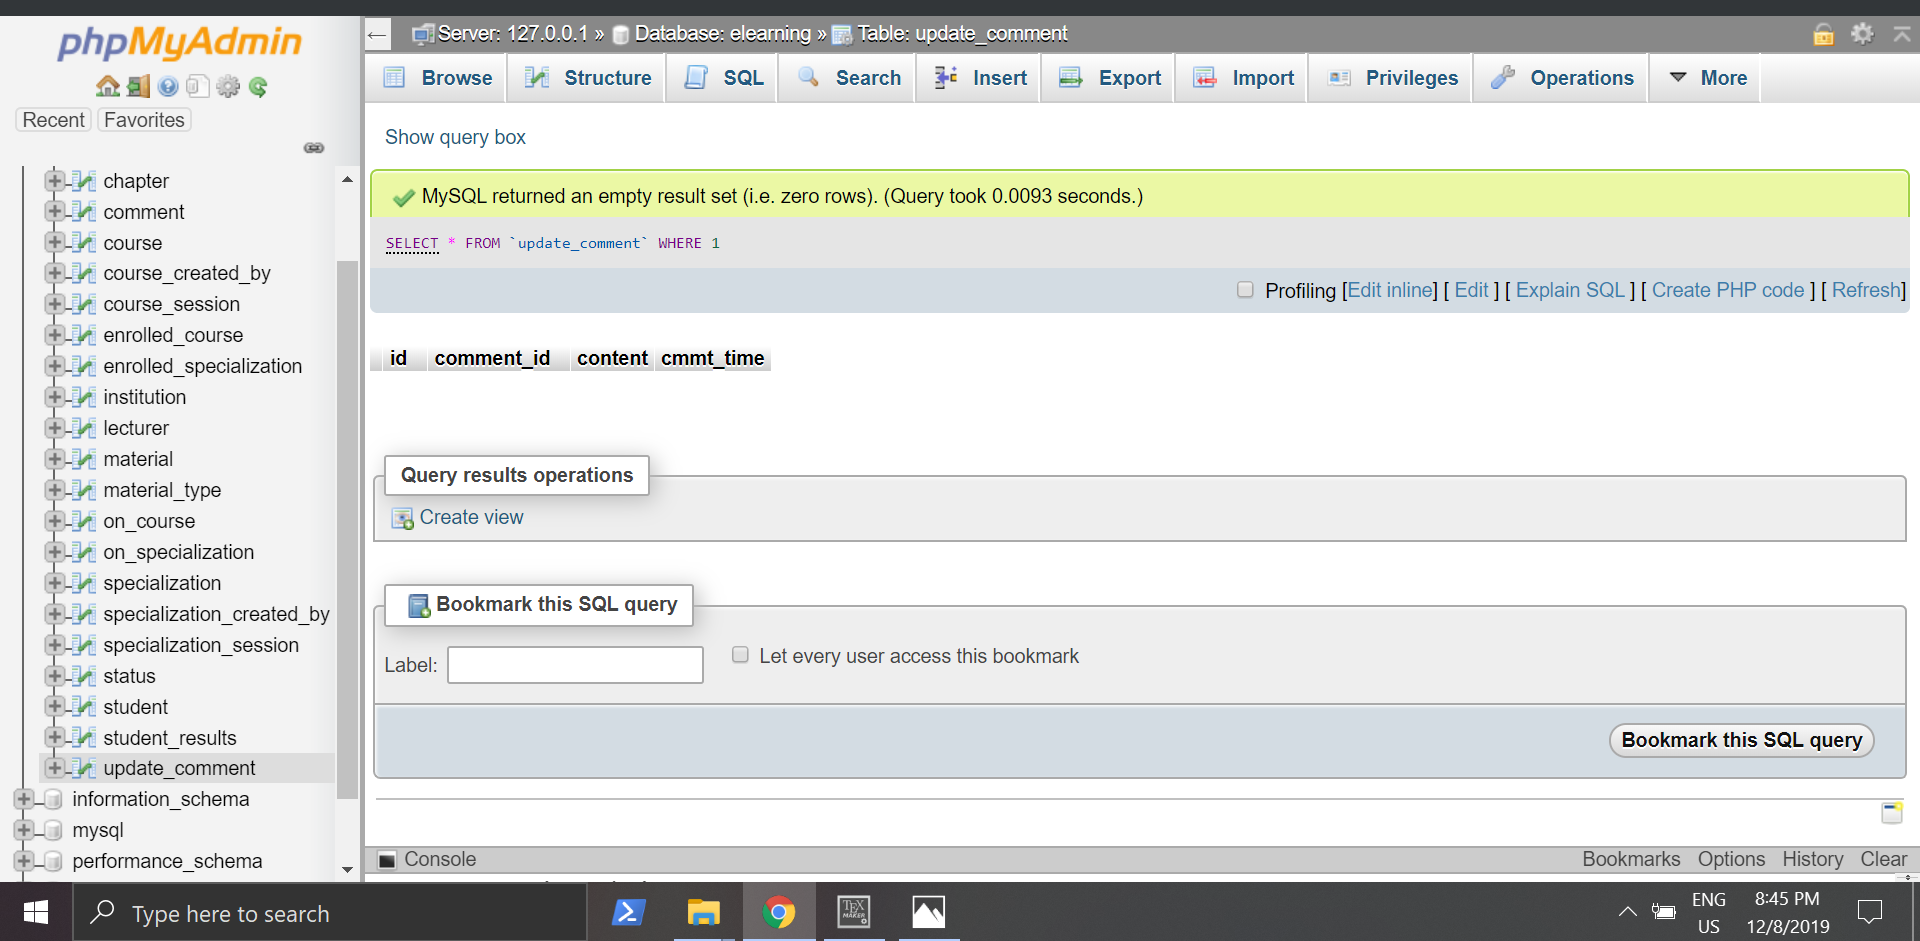 phpMyAdmin
Recent Favorites
chapter
comment
course
course_created_by
course_session
enrolled_course
enrolled_specialization
institution
lecturer
material
material_type
on_course
on_specialization
specialization
specialization_created_by
specialization_session
status
student
student_results
update_comment
information_schema
mysql
performance_schema
Server: 127.0.0.1 » Database: elearning » Table: update_comment
Browse Structure SQL Search Insert Export Import Privileges Operations More
Show query box
MySQL returned an empty result set (i.e. zero rows). (Query took 0.0093 seconds.)
SELECT * FROM `update_comment` WHERE 1
Profiling [Edit inline] [ Edit ] [ Explain SQL ] [ Create PHP code ] [ Refresh]
id comment_id content cmmt_time
Query results operations
Create view
Bookmark this SQL query
Label: Let every user access this bookmark
Bookmark this SQL query
Console Bookmarks Options History Clear
Type here to search
TEX
MAKER
ENG
US
8:45 PM
12/8/2019